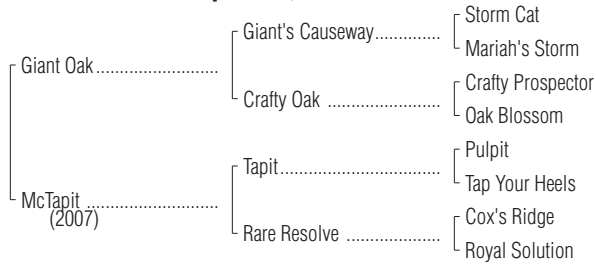 Storm Cat
Giant's Causeway..............
Mariah's Storm
Giant Oak..........................
Crafty Prospector
Crafty Oak ........................
Oak Blossom
Pulpit
Tapit..................................
Tap Your Heels
McTapit ............................
(2007)
Cox's Ridge
Rare Resolve ....................
Royal Solution